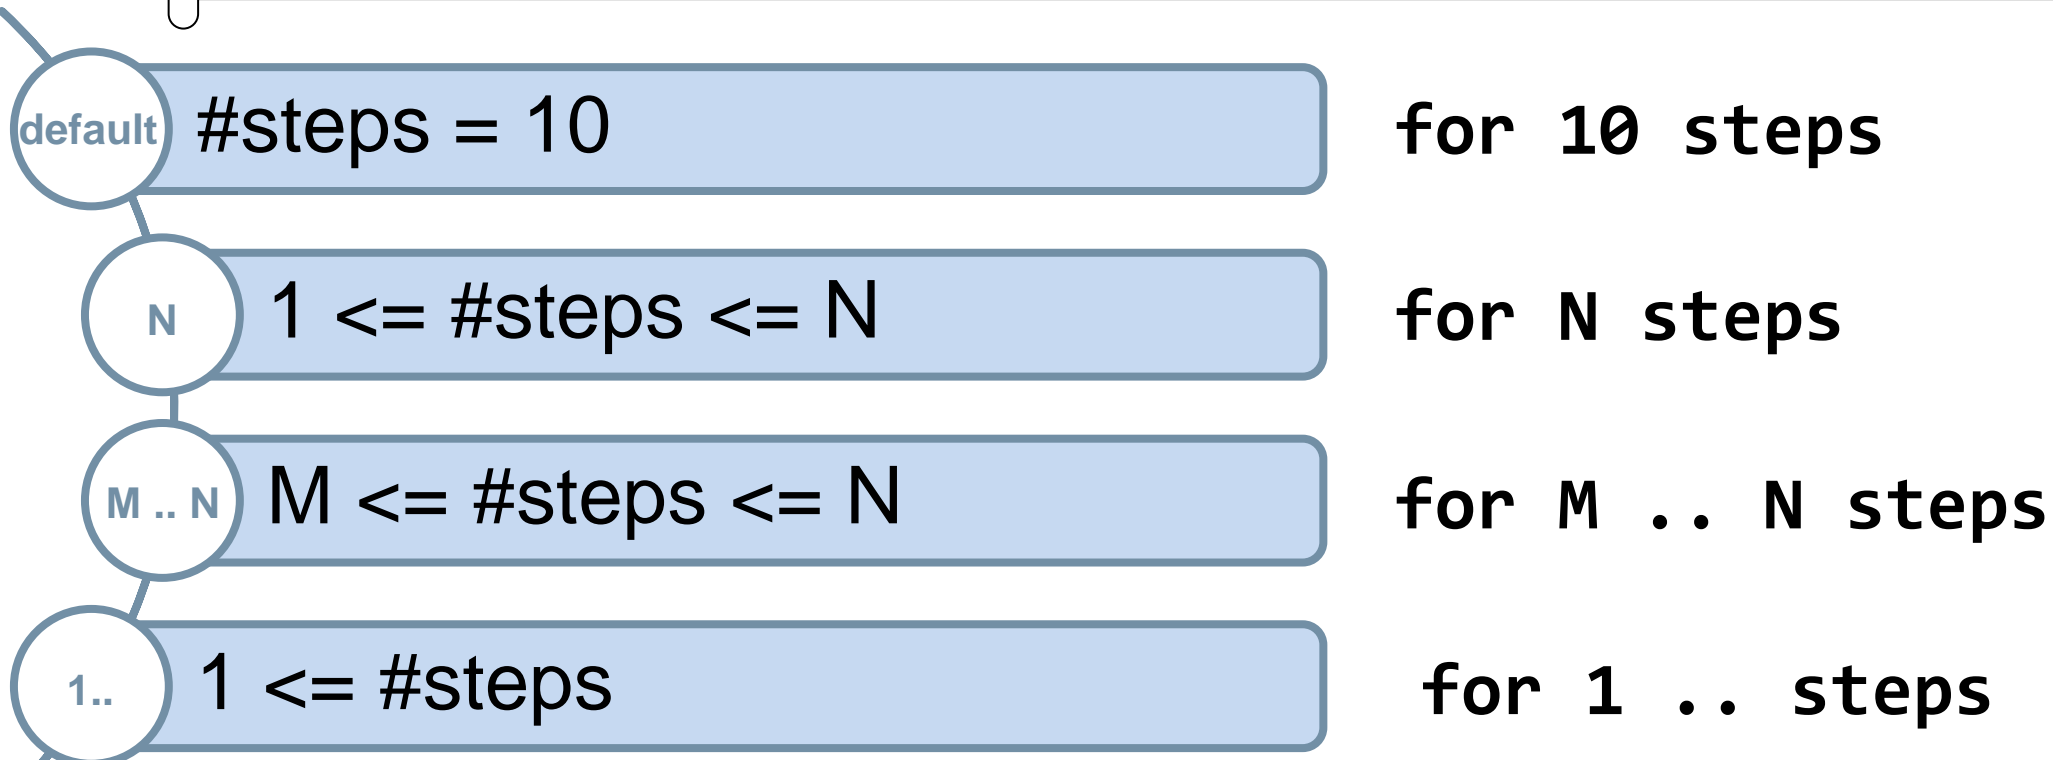 default #steps = 10 for 10 steps
N 1 <= #steps <= N for N steps
M .. N M <= #steps <= N for M .. N steps
1.. 1 <= #steps for 1 .. steps